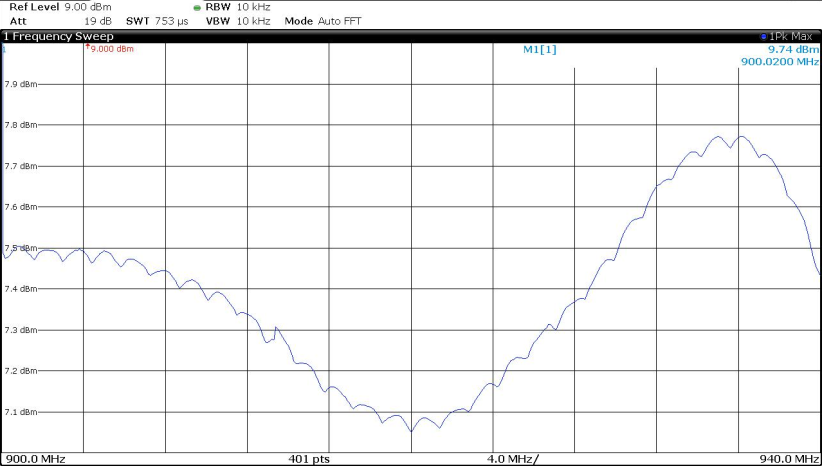 Ref Level 9.00 dBm RBW 10 kHz
Att 19 dB SWT 753 µs VBW 10 kHz Mode Auto FFT
1 Frequency Sweep 1Pk Max
1 9.000 dBm M1[1] 9.74 dBm
900.0200 MHz
7.9 dBm
7.8 dBm
7.7 dBm
7.6 dBm
7.5 dBm
7.4 dBm
7.3 dBm
7.2 dBm
7.1 dBm
900.0 MHz 401 pts 4.0 MHz/ 940.0 MHz